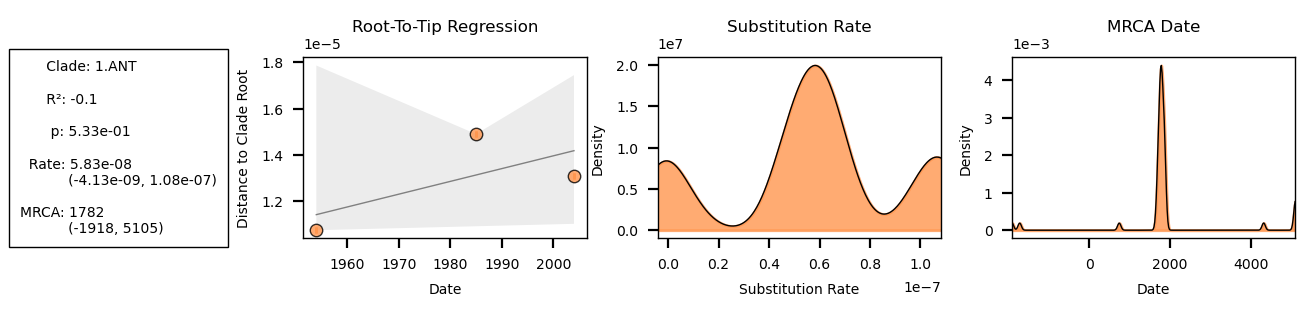 Clade: 1.ANT
R²: -0.1
p: 5.33e-01
Rate: 5.83e-08
(-4.13e-09, 1.08e-07)
MRCA: 1782
(-1918, 5105)
Root-To-Tip Regression
1e−5
Distance to Clade Root
1.8
1.6
1.4
1.2
1960
1970
1980
1990
2000
Date
Substitution Rate
1e7
Density
2.0
1.5
1.0
0.5
0.0
0.0
0.2
0.4
0.6
0.8
1.0
1e−7
Substitution Rate
MRCA Date
1e−3
Density
4
3
2
1
0
0
2000
4000
Date